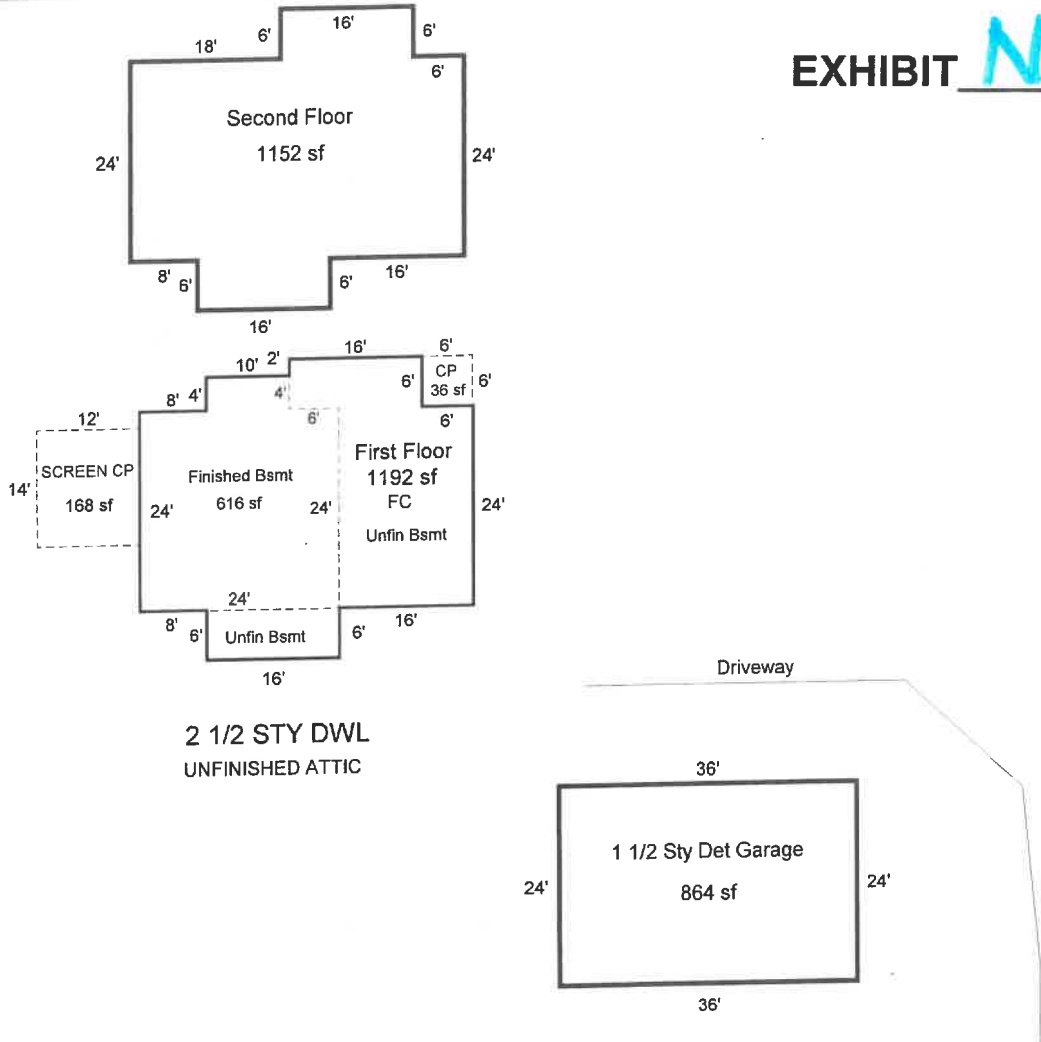 EXHIBIT N
16'
6'
6'
18'
6'
Second Floor
1152 sf
24'
24'
8'
6'
6'
16'
16'
16'
6'
10'
2'
CP
36 sf
6'
6'
8'
4'
4'
6'
6'
12'
SCREEN CP
168 sf
14'
Finished Bsmt
616 sf
First Floor
1192 sf
FC
Unfin Bsmt
24'
24'
24'
24'
8'
6'
Unfin Bsmt
6'
16'
16'
2 1/2 STY DWL
UNFINISHED ATTIC
Driveway
36'
1 1/2 Sty Det Garage
864 sf
24'
24'
36'